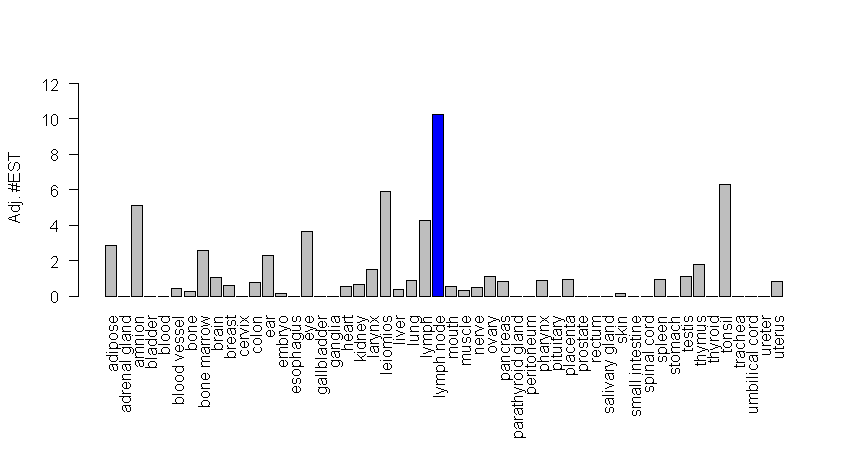 Adj. #EST
12
10
8
6
4
2
0
adipose
adrenal gland
amnion
bladder
blood
blood vessel
bone
bone marrow
brain
breast
cervix
colon
ear
embryo
esophagus
eye
gallbladder
ganglia
heart
kidney
larynx
leiomios
liver
lung
lymph
lymph node
mouth
muscle
nerve
ovary
pancreas
parathyroid gland
peritoneum
pharynx
pituitary
placenta
prostate
rectum
salivary gland
skin
small intestine
spinal cord
spleen
stomach
testis
thymus
thyroid
tonsil
trachea
umbilical cord
ureter
uterus